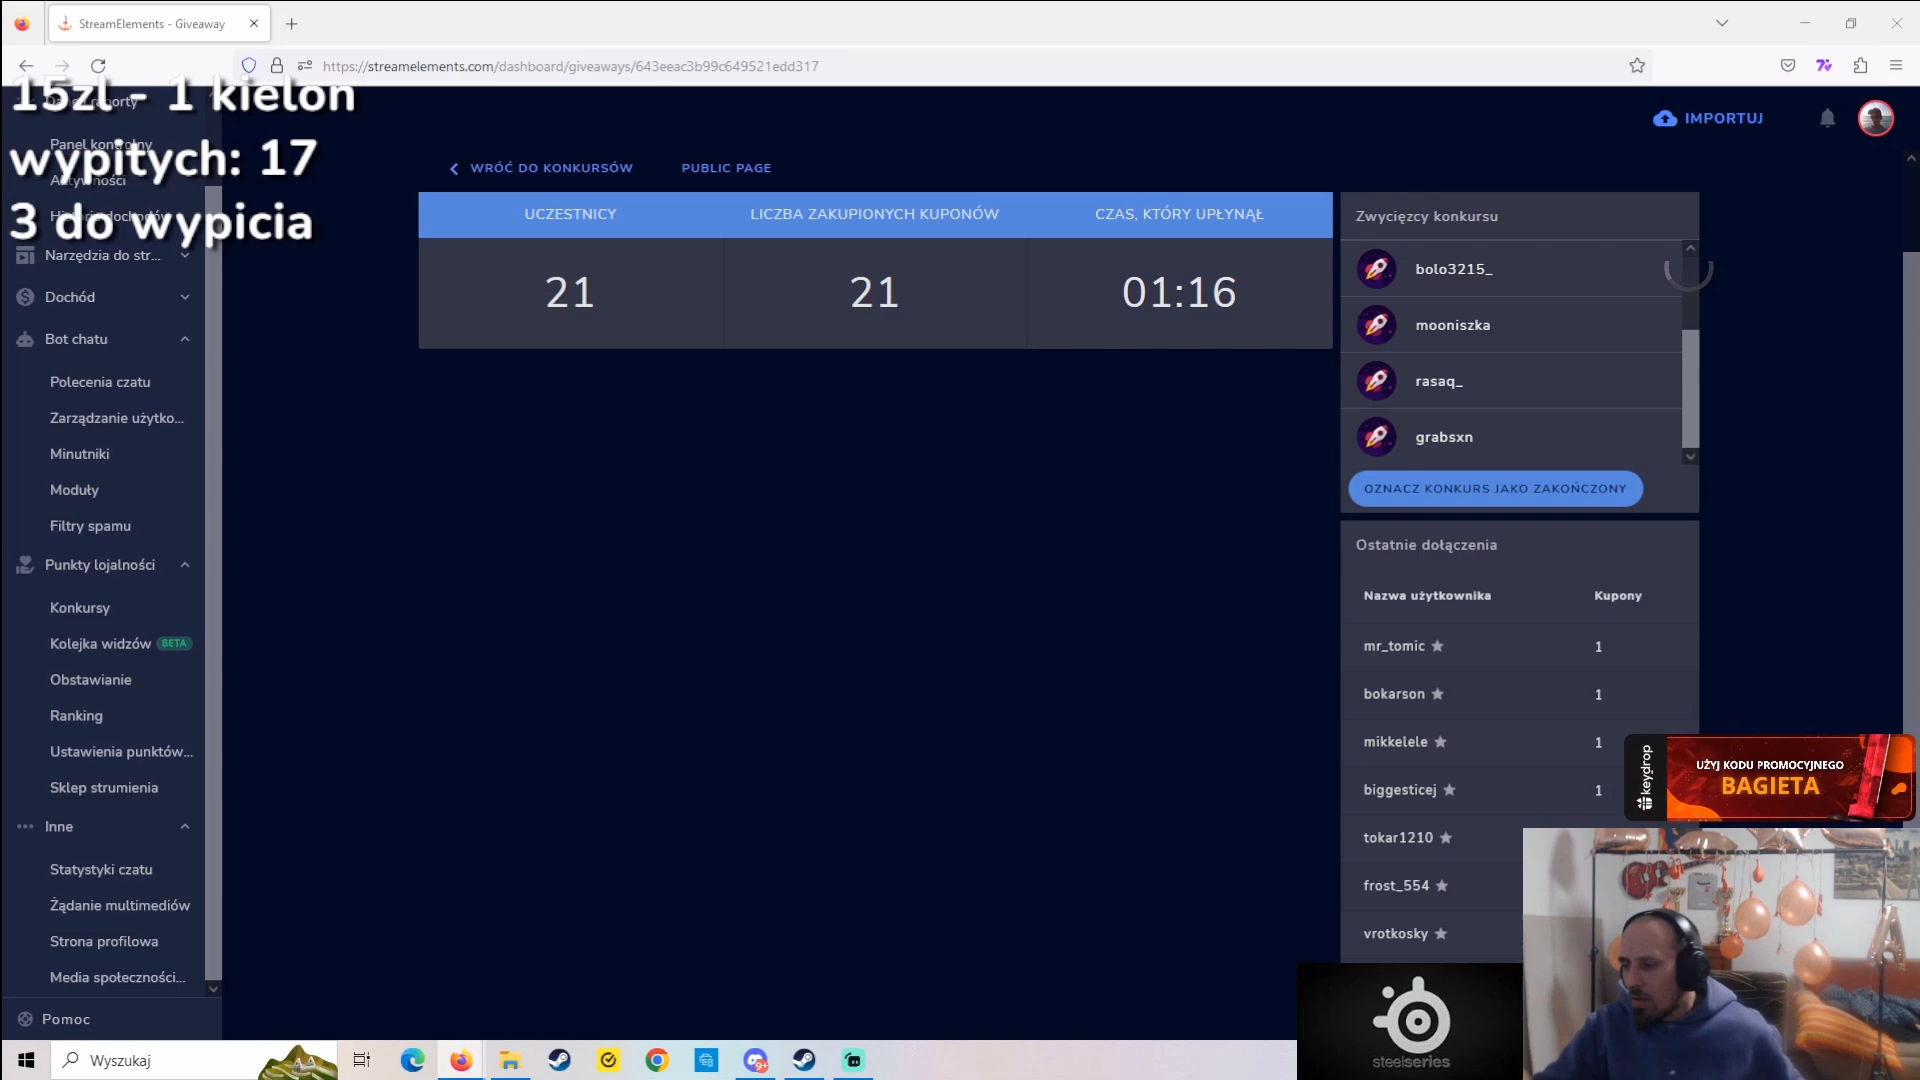 StreamElements - Giveaway
https://streamelements.com/dashboard/giveaways/643eeac3b99c649521edd317
15zl - 1 kielon
wypitych: 17
3 do wypicia
Panel kontrolny
Aktywności
Narzędzia do str...
Dochód
Bot chatu
Polecenia czatu
Zarządzanie użytko...
Minutniki
Moduły
Filtry spamu
Punkty lojalności
Konkursy
Kolejka widzów BETA
Obstawianie
Ranking
Ustawienia punktów...
Sklep strumienia
Inne
Statystyki czatu
Żądanie multimediów
Strona profilowa
Media społeczności...
Pomoc
IMPORTUJ
WRÓĆ DO KONKURSÓW PUBLIC PAGE
UCZESTNICY LICZBA ZAKUPIONYCH KUPONÓW CZAS, KTÓRY UPŁYNĄŁ
21 21 01:16
Zwycięzcy konkursu
bolo3215_
mooniszka
rasaq_
grabsxn
OZNACZ KONKURS JAKO ZAKOŃCZONY
Ostatnie dołączenia
Nazwa użytkownika Kupony
mr_tomic 1
bokarson 1
mikkelele 1
biggesticej 1
tokar1210
frost_554
vrotkosky
keydrop
UŻYJ KODU PROMOCYJNEGO
BAGIETA
steelseries
Wyszukaj
9+